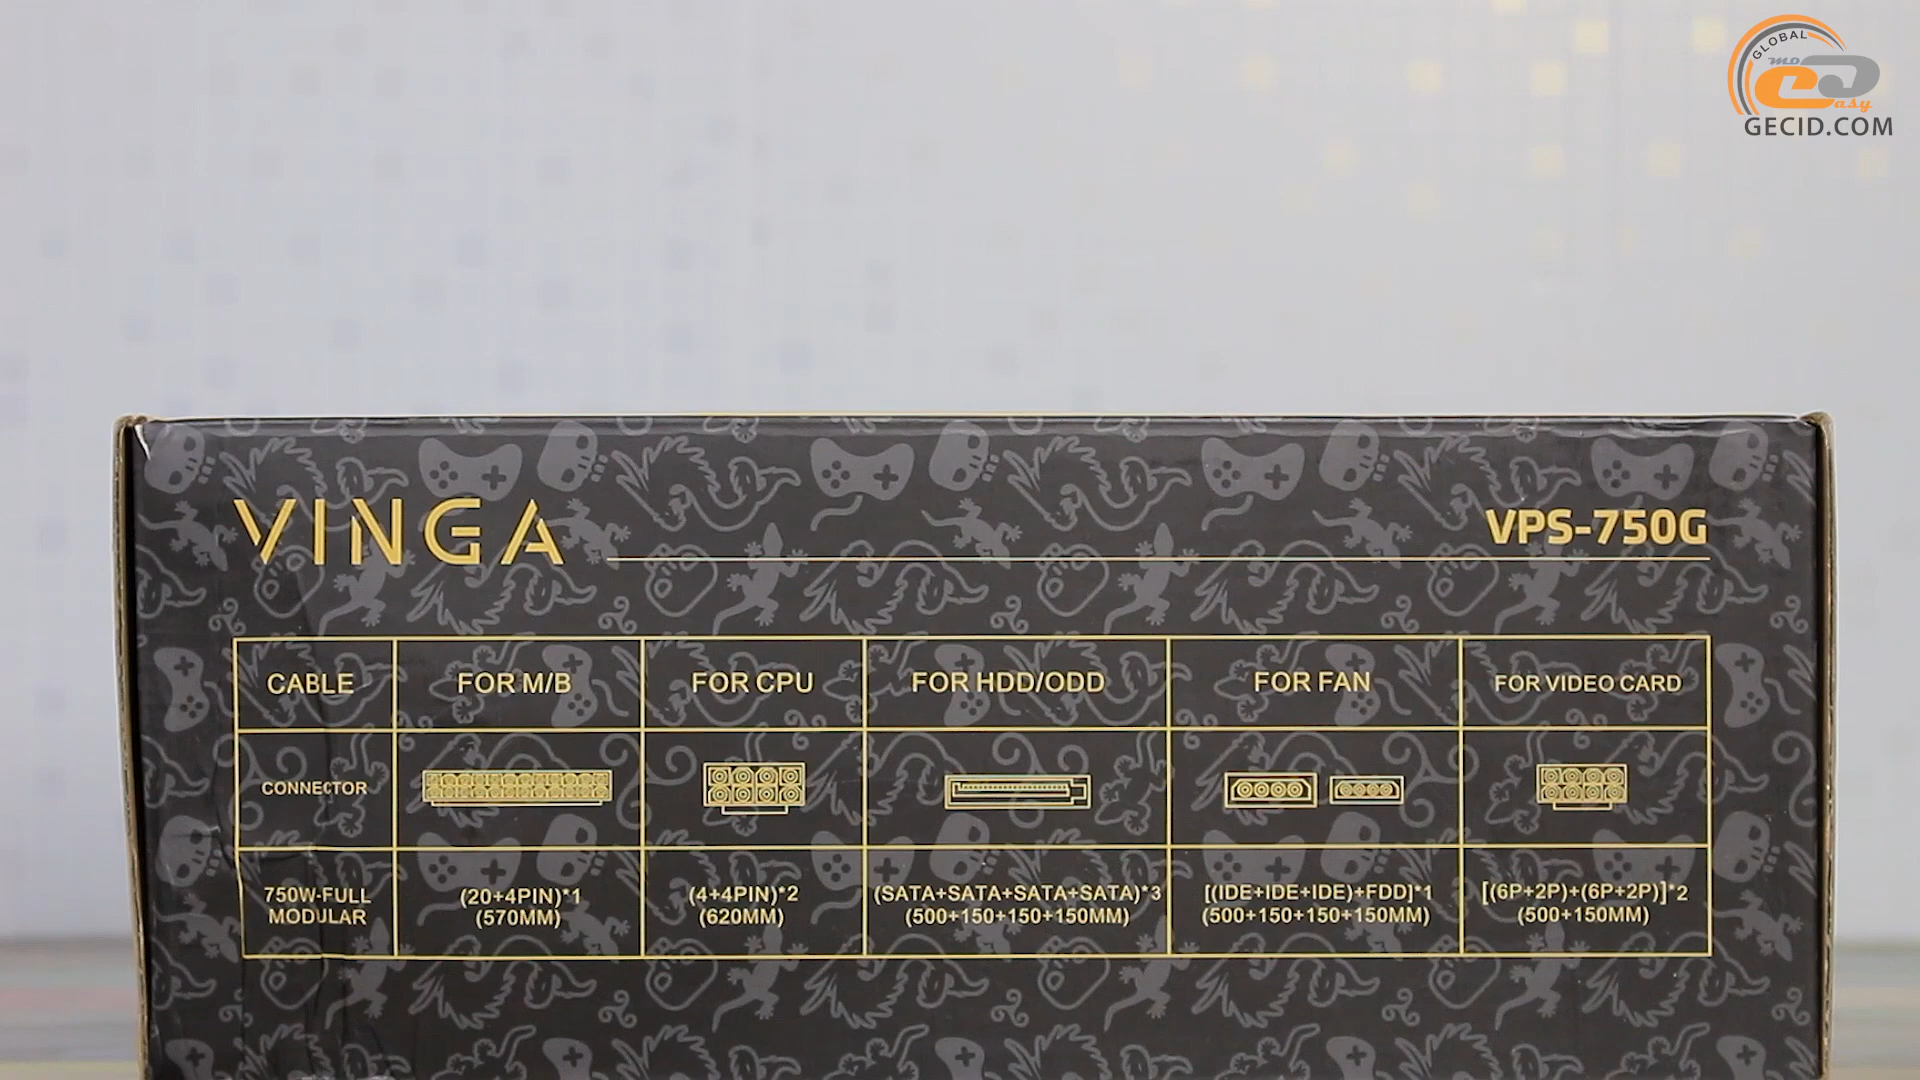 GLOBAL
mo
easy
GECID.COM
VINGA
VPS-750G
CABLE FOR M/B FOR CPU FOR HDD/ODD FOR FAN FOR VIDEO CARD
CONNECTOR
750W-FULL (20+4PIN)*1 (4+4PIN)*2 (SATA+SATA+SATA+SATA)*3 [(IDE+IDE+IDE)+FDD]*1 [(6P+2P)+(6P+2P)]*2
MODULAR (570MM) (620MM) (500+150+150+150MM) (500+150+150+150MM) (500+150MM)